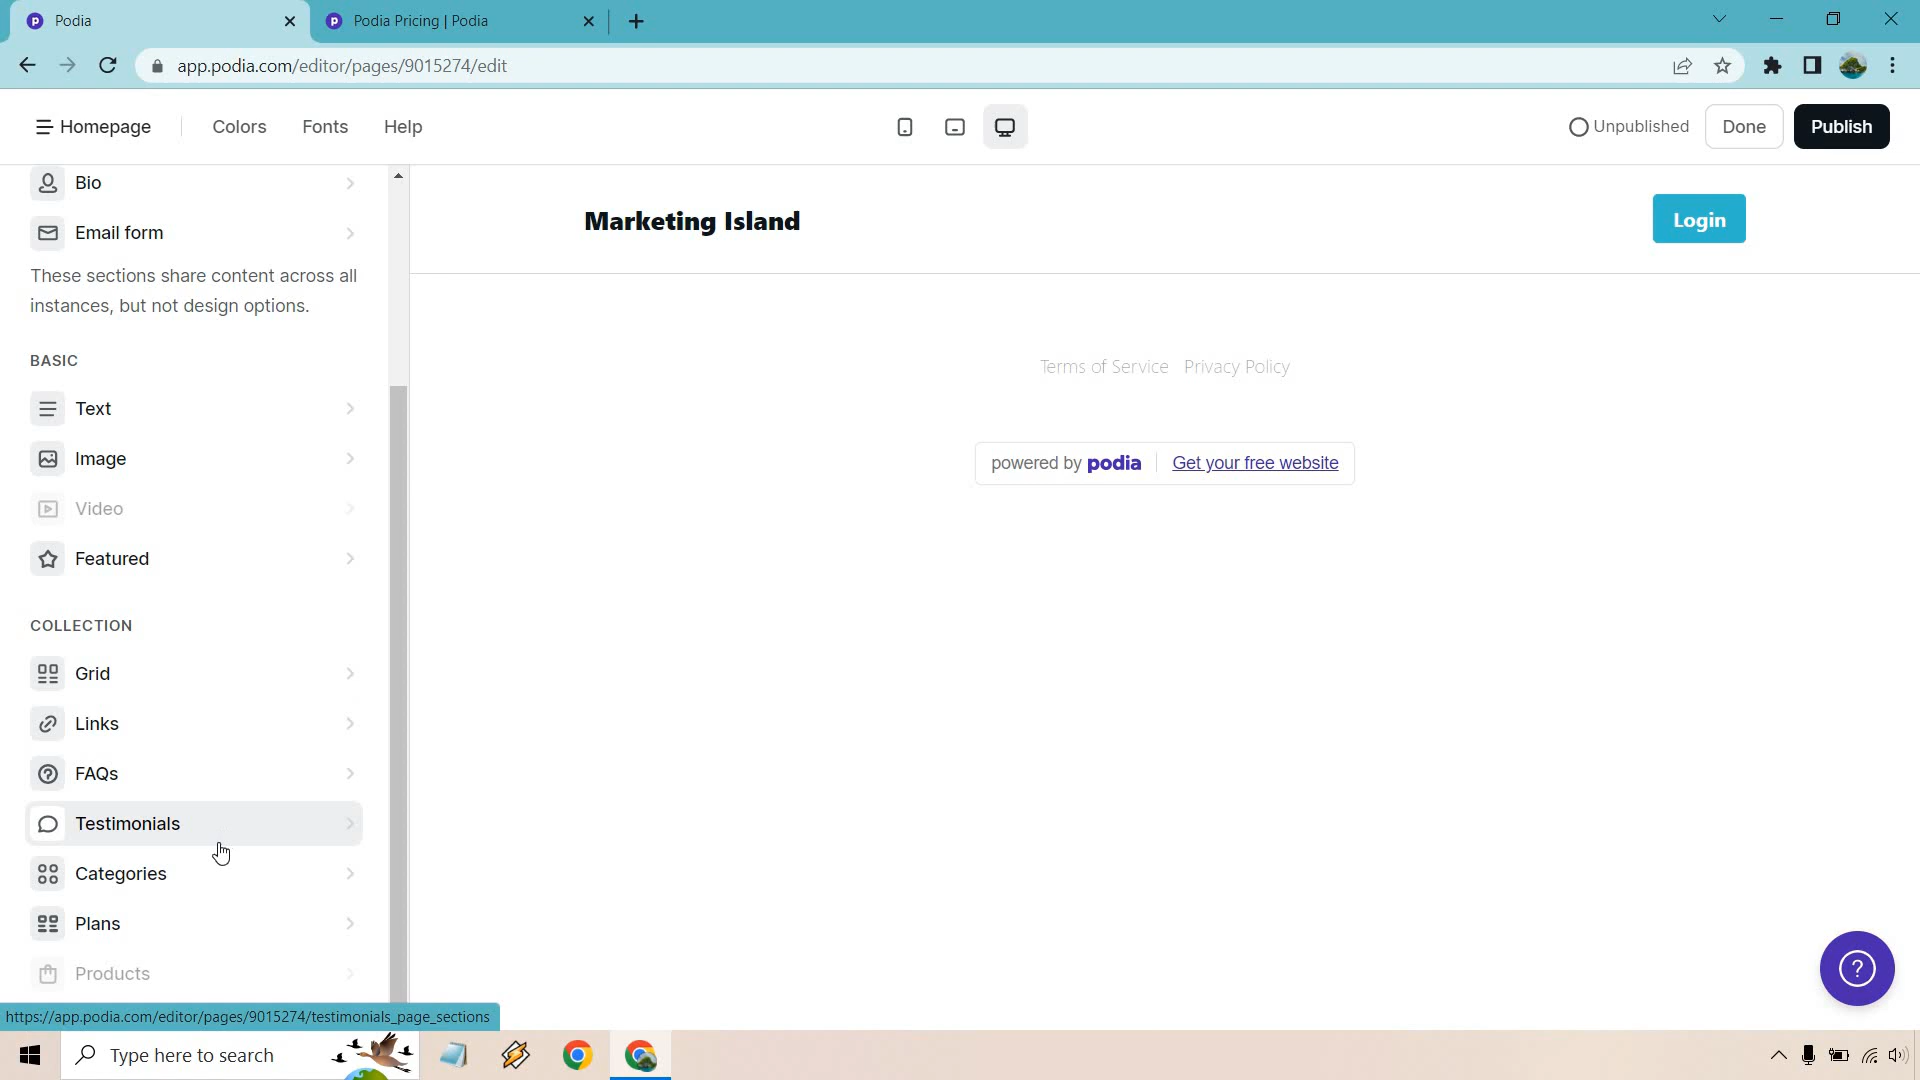 Podia
Podia Pricing | Podia
app.podia.com/editor/pages/9015274/edit
Homepage
Colors
Fonts
Help
Unpublished
Done
Publish
Bio
Email form
These sections share content across all
instances, but not design options.
BASIC
Text
Image
Video
Featured
COLLECTION
Grid
Links
FAQs
Testimonials
Categories
Plans
Products
Marketing Island
Login
Terms of Service Privacy Policy
powered by podia Get your free website
https://app.podia.com/editor/pages/9015274/testimonials_page_sections
Type here to search